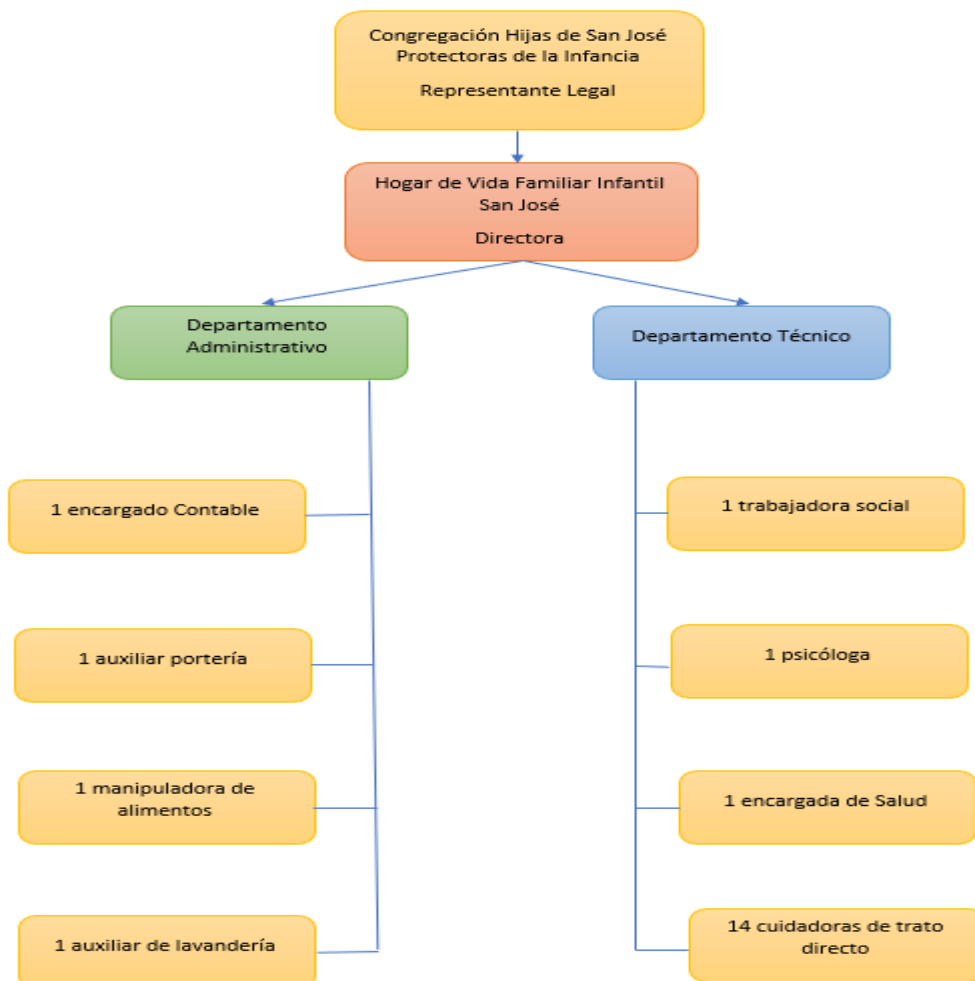 Congregación Hijas de San José
Protectoras de la Infancia
Representante Legal
Hogar de Vida Familiar Infantil
San José
Directora
Departamento
Administrativo
Departamento Técnico
1 encargado Contable
1 auxiliar portería
1 manipuladora de
alimentos
1 auxiliar de lavandería
1 trabajadora social
1 psicóloga
1 encargada de Salud
14 cuidadoras de trato
directo